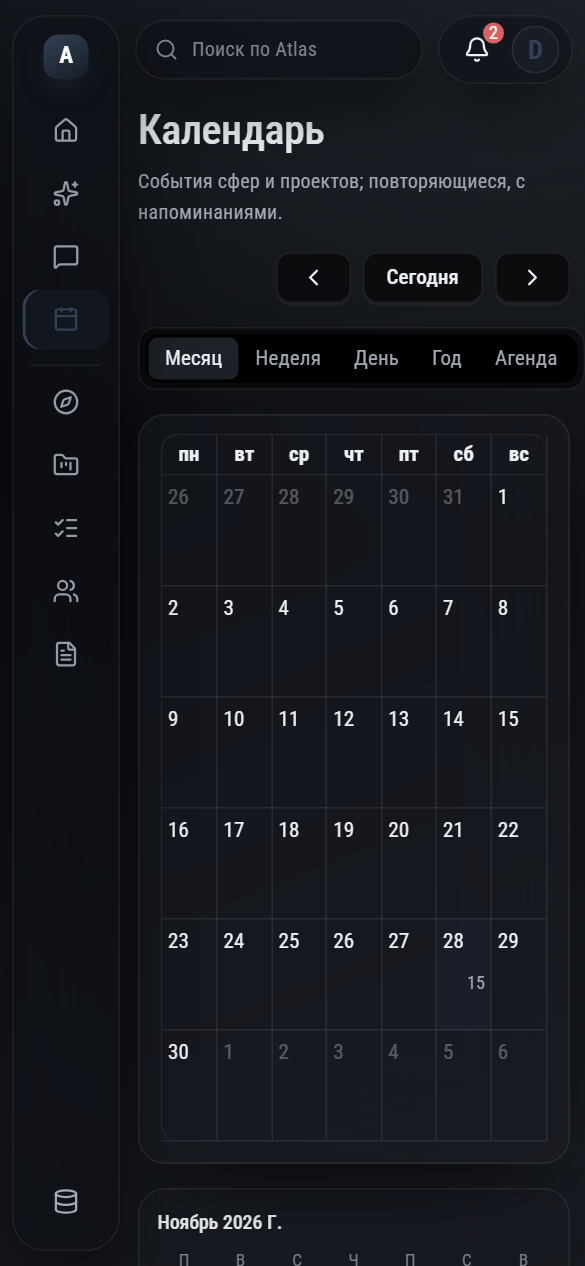 A
Поиск по Atlas
2
D
Календарь
События сфер и проектов; повторяющиеся, с
напоминаниями.
Сегодня
Месяц Неделя День Год Агенда
пн вт ср чт пт сб вс
26 27 28 29 30 31 1
2 3 4 5 6 7 8
9 10 11 12 13 14 15
16 17 18 19 20 21 22
23 24 25 26 27 28 29
15
30 1 2 3 4 5 6
Ноябрь 2026 Г.
П В С Ч П С В